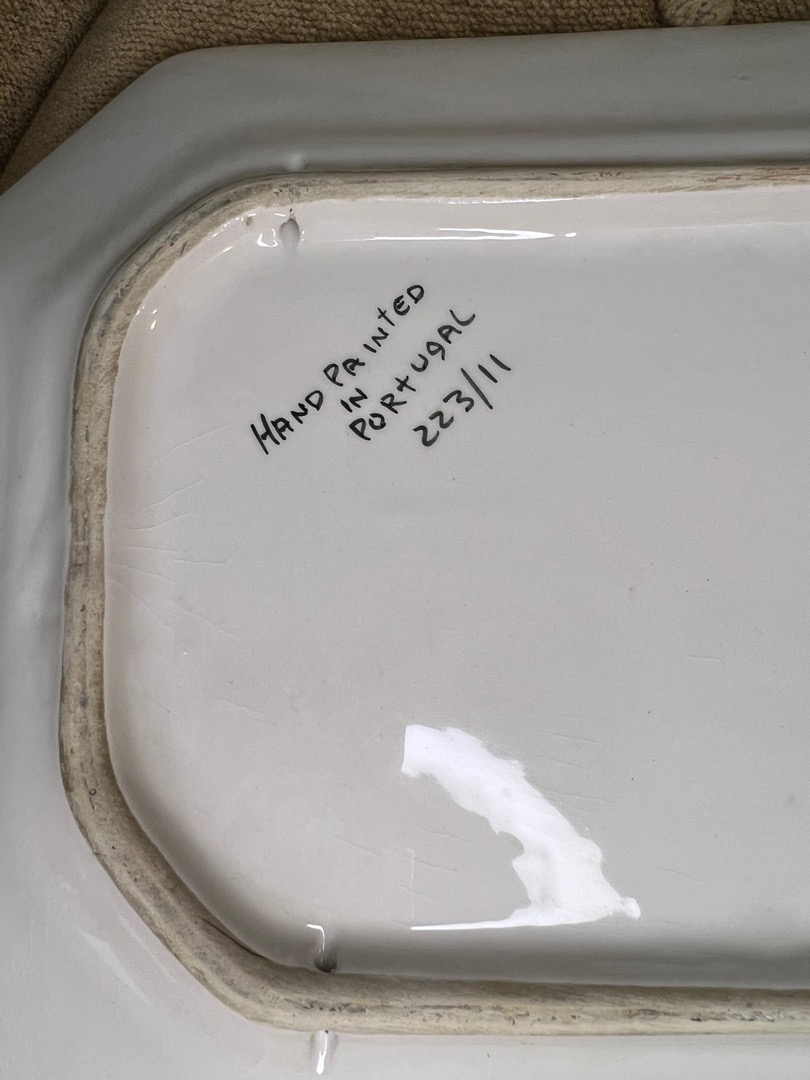 HAND PAINTED
IN
PORTUGAL
223/11